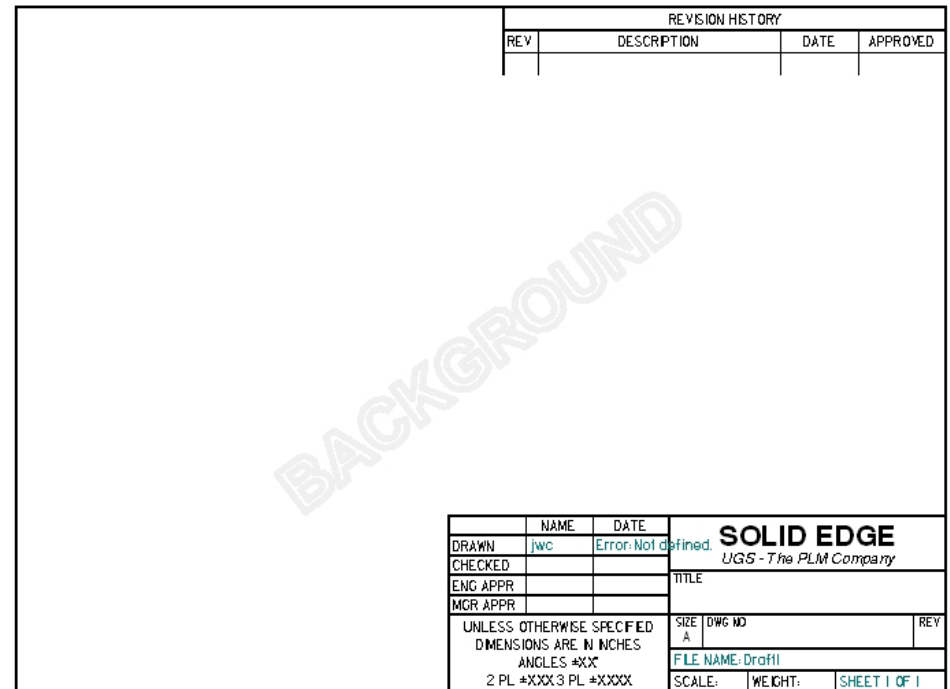 REVISION HISTORY
REV DESCRIPTION DATE APPROVED
BACKGROUND
NAME DATE
DRAWN jwc Error: Not defined.
CHECKED
ENG APPR
MGR APPR
SOLID EDGE
UGS - The PLM Company
TITLE
UNLESS OTHERWISE SPECIFIED
DIMENSIONS ARE IN INCHES
ANGLES ±XX°
2 PL ±XXX 3 PL ±XXXX
SIZE DWG NO REV
A
FILE NAME: Draft1
SCALE: WEIGHT: SHEET 1 OF 1